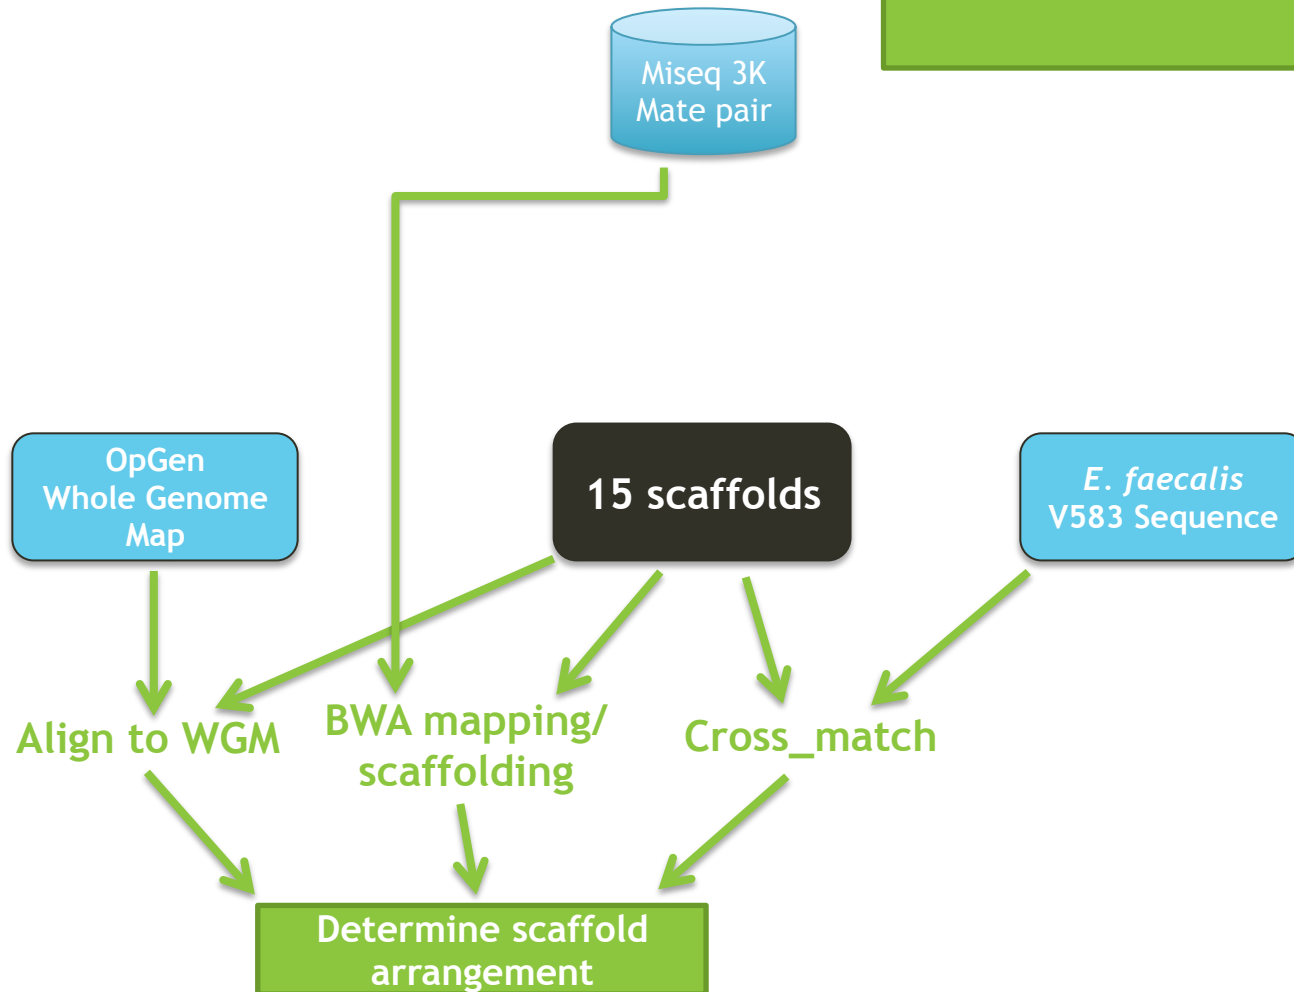 Miseq 3K
Mate pair
OpGen
Whole Genome
Map
15 scaffolds
E. faecalis
V583 Sequence
Align to WGM
BWA mapping/
scaffolding
Cross_match
Determine scaffold
arrangement